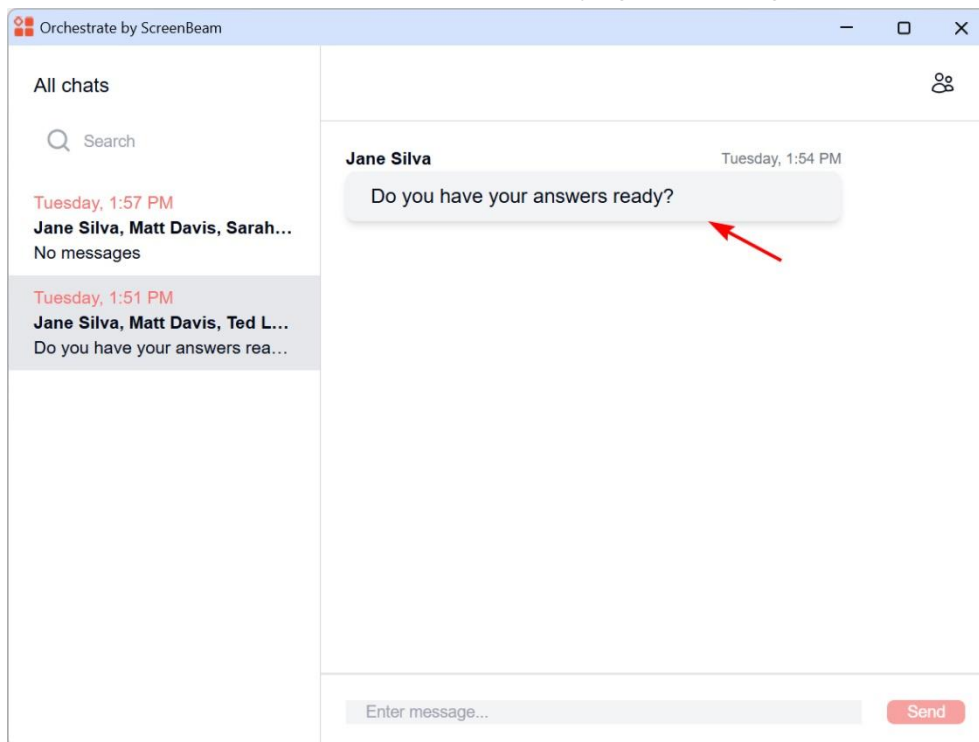 Orchestrate by ScreenBeam
All chats
Search
Tuesday, 1:57 PM
Jane Silva, Matt Davis, Sarah...
No messages
Tuesday, 1:51 PM
Jane Silva, Matt Davis, Ted L...
Do you have your answers rea...
Jane Silva Tuesday, 1:54 PM
Do you have your answers ready?
Enter message...
Send